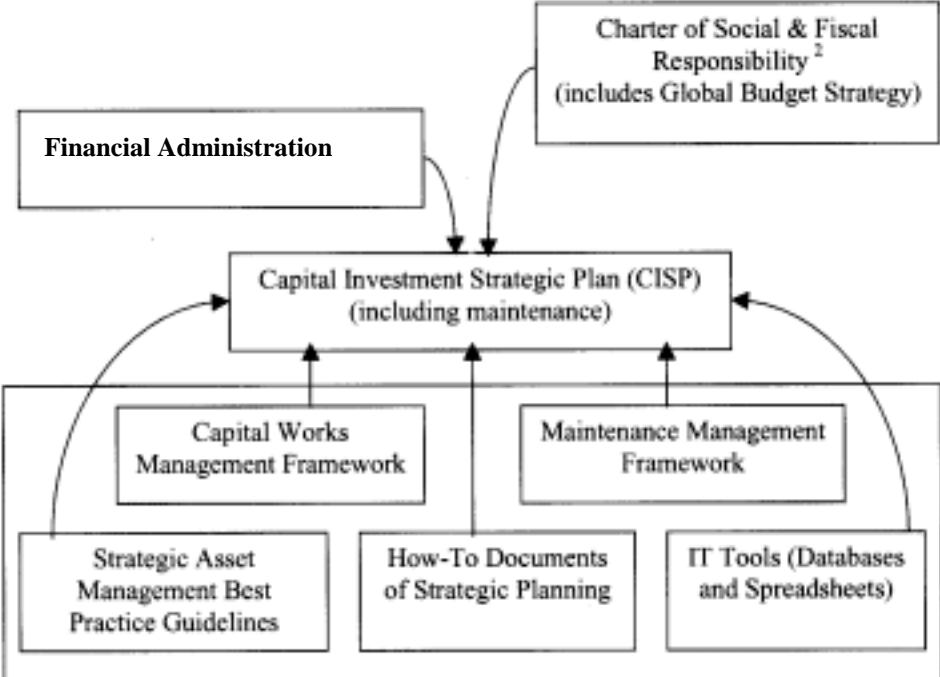 Charter of Social & Fiscal
Responsibility 2
(includes Global Budget Strategy)
Financial Administration
Capital Investment Strategic Plan (CISP)
(including maintenance)
Capital Works
Management Framework
Maintenance Management
Framework
Strategic Asset
Management Best
Practice Guidelines
How-To Documents
of Strategic Planning
IT Tools (Databases
and Spreadsheets)